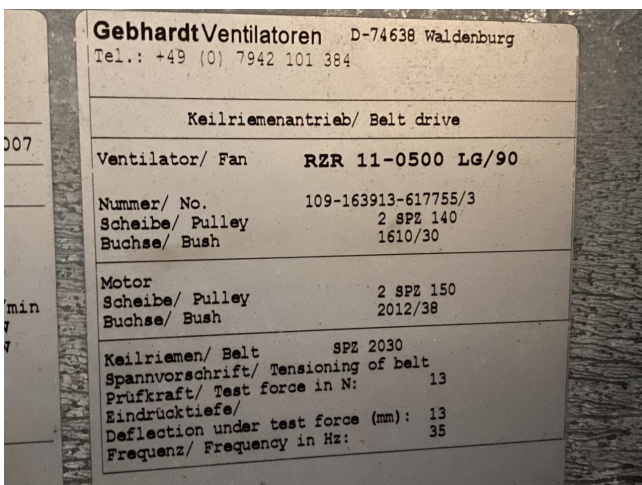 Gebhardt Ventilatoren D-74638 Waldenburg
Tel.: +49 (0) 7942 101 384
Keilriemenantrieb/ Belt drive
007
Ventilator/ Fan RZR 11-0500 LG/90
Nummer/ No. 109-163913-617755/3
Scheibe/ Pulley 2 SPZ 140
Buchse/ Bush 1610/30
Motor
Scheibe/ Pulley 2 SPZ 150
/min
Buchse/ Bush 2012/38
Keilriemen/ Belt SPZ 2030
Spannvorschrift/ Tensioning of belt
Prüfkraft/ Test force in N: 13
Eindrücktiefe/
Deflection under test force (mm): 13
Frequenz/ Frequency in Hz: 35